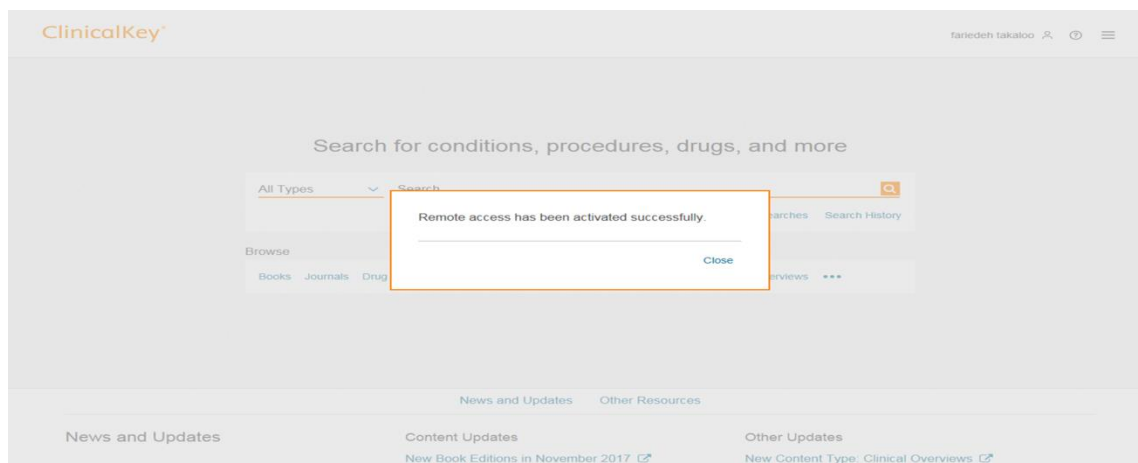 ClinicalKey
fariedeh takaloo
Search for conditions, procedures, drugs, and more
All Types Search
Remote access has been activated successfully.
earches Search History
Browse
Close
Books Journals Drug erviews
News and Updates Other Resources
News and Updates Content Updates Other Updates
New Book Editions in November 2017 New Content Type: Clinical Overviews